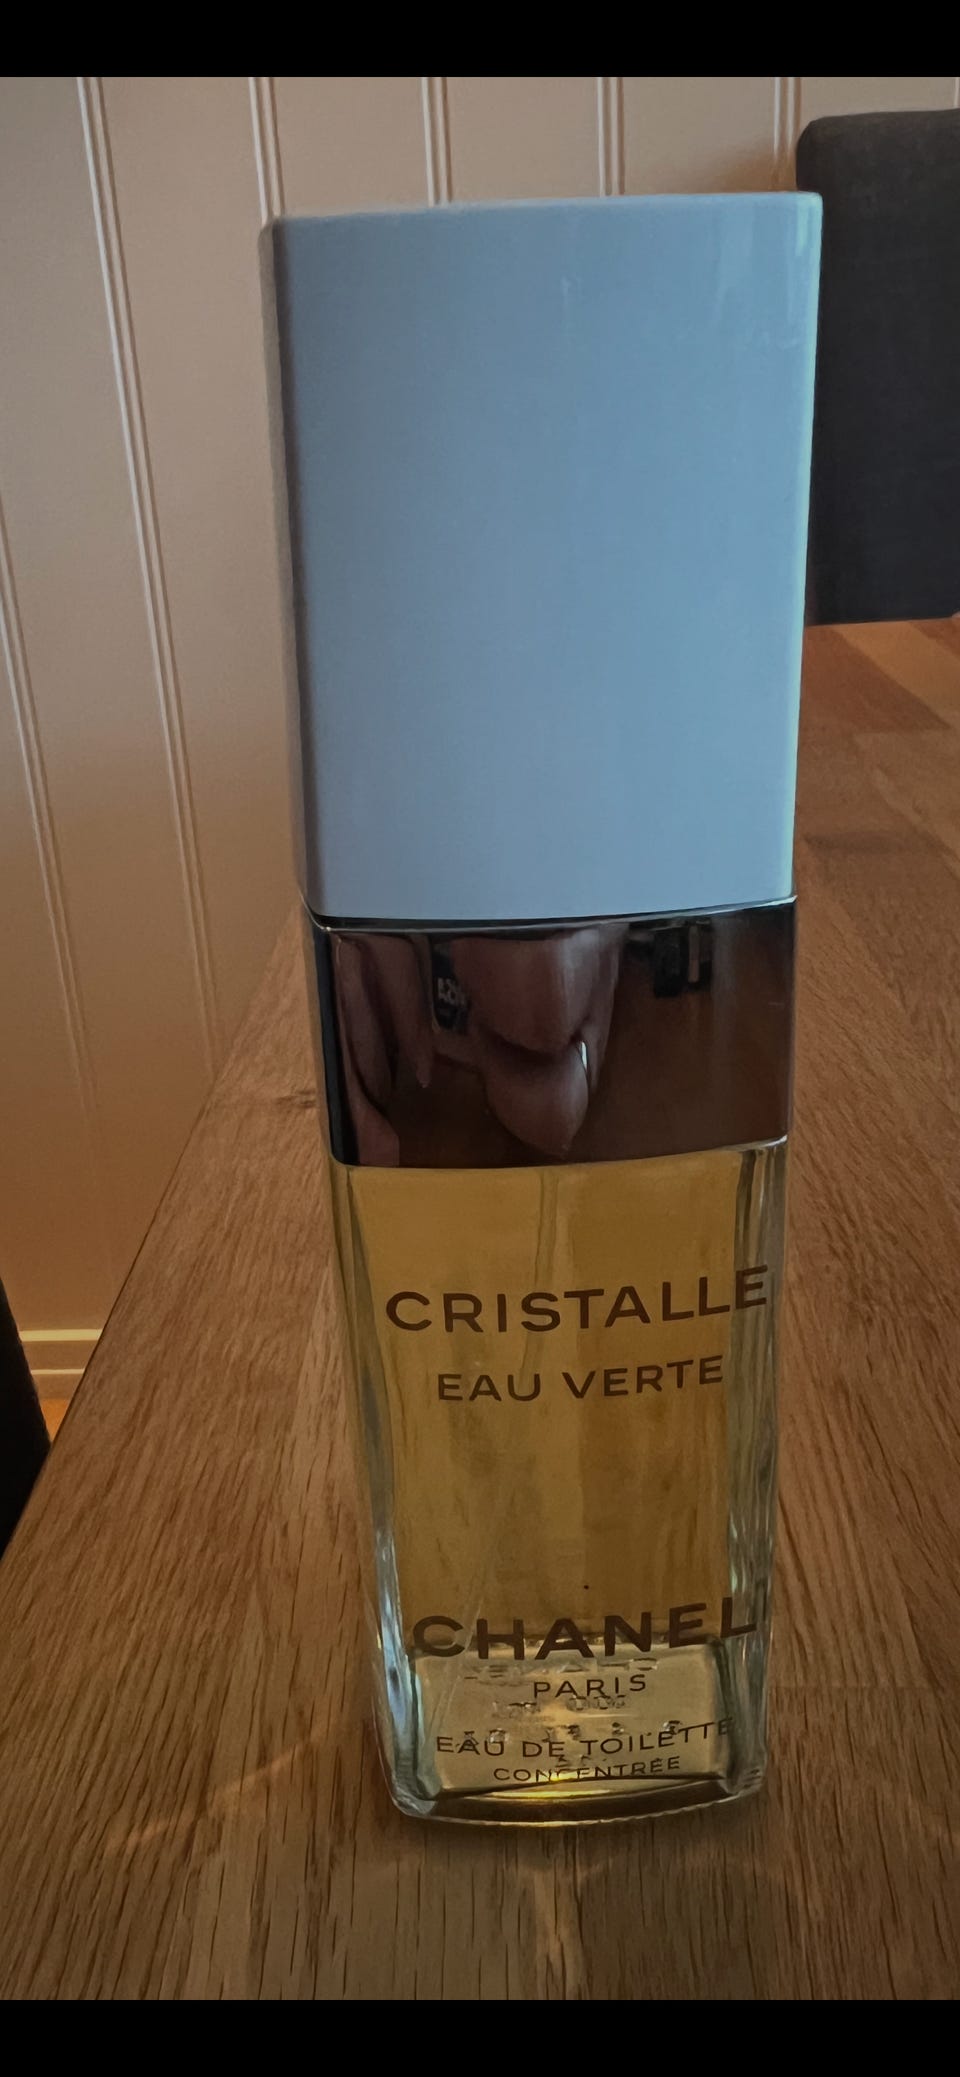 CRISTALLE
EAU VERTE
CHANEL
PARIS
EAU DE TOILETTE
CONCENTRÉE